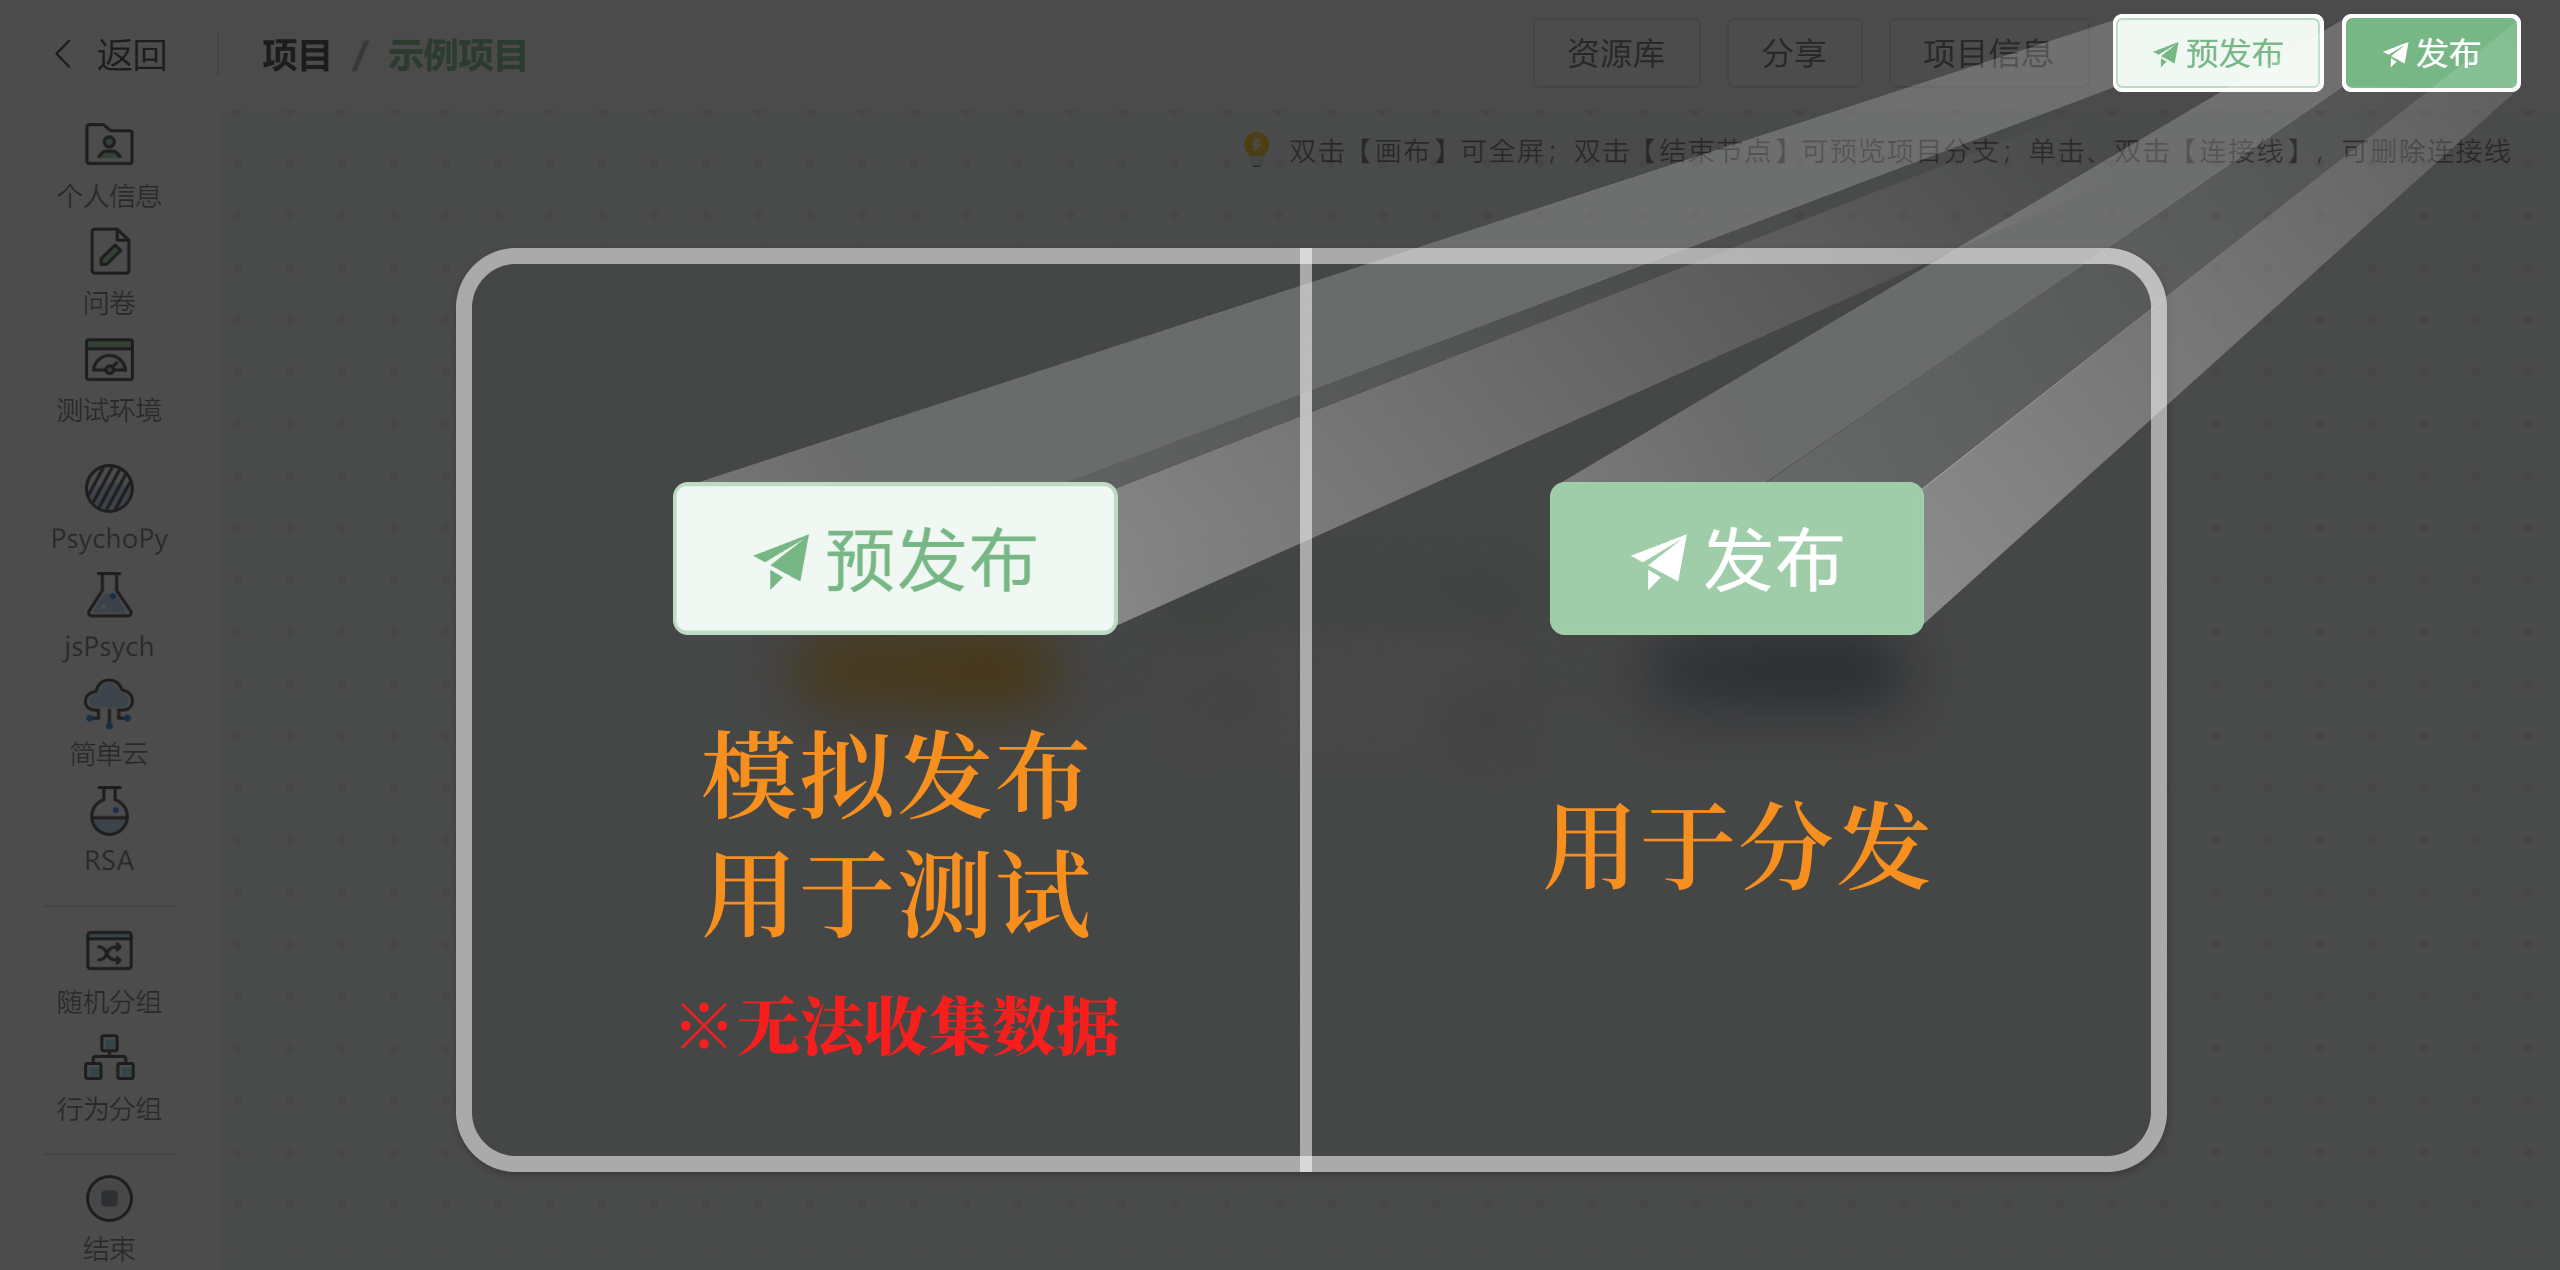 返回
项目 / 示例项目
资源库
分享
项目信息
预发布
发布
双击【画布】可全屏；双击【结束节点】可预览项目分支；单击、双击【连接线】，可删除连接线
个人信息
问卷
测试环境
PsychoPy
jsPsych
简单云
RSA
随机分组
行为分组
结束
预发布
模拟发布
用于测试
※无法收集数据
发布
用于分发